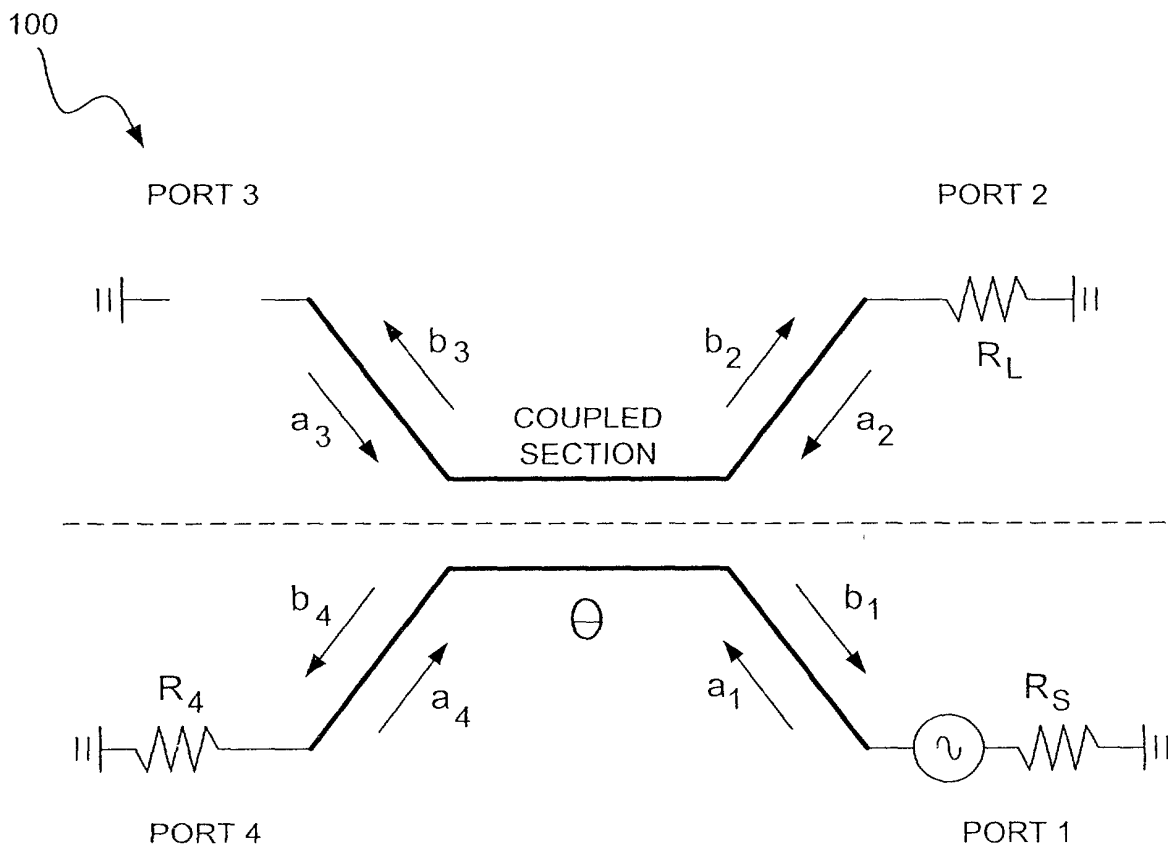 100
PORT 3
PORT 2
b3
b2
RL
a3
COUPLED
SECTION
a2
b4
θ
b1
R4
a4
a1
RS
~
PORT 4
PORT 1